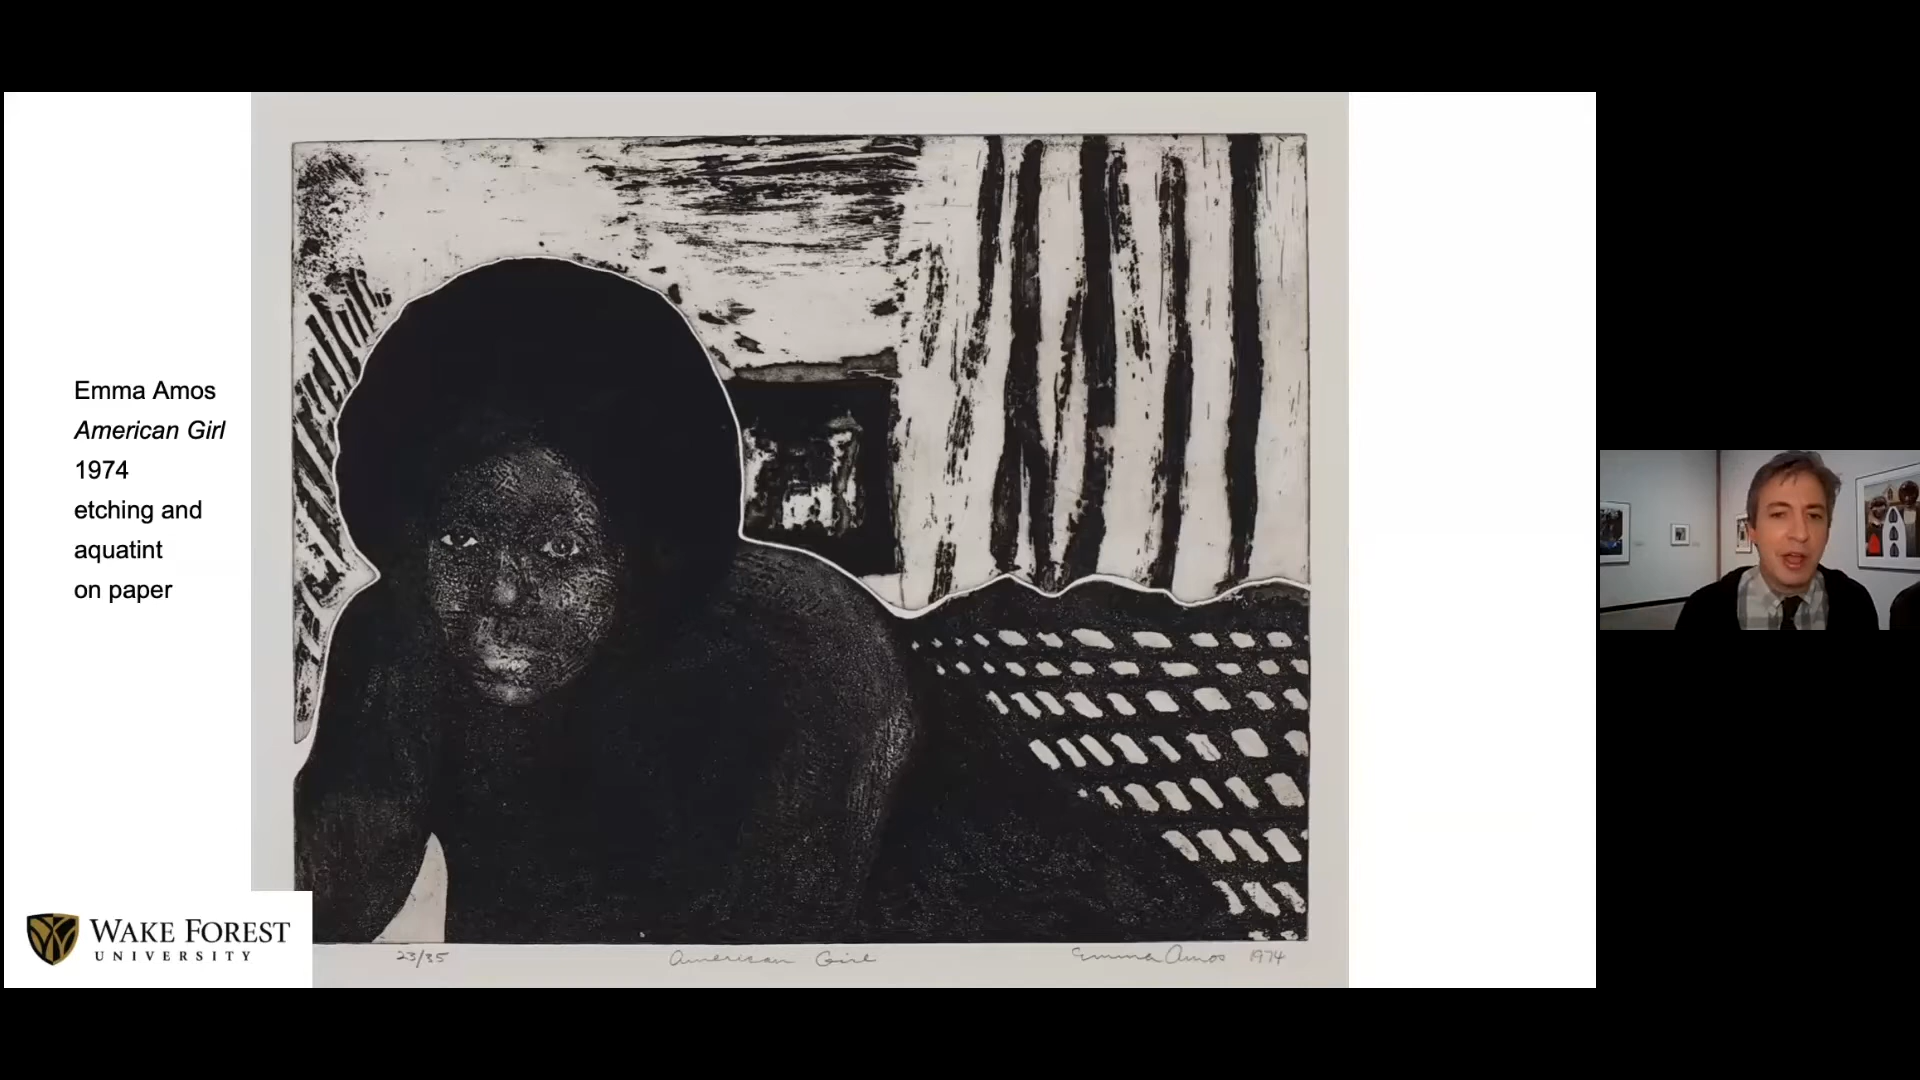 Emma Amos
American Girl
1974
etching and
aquatint
on paper
WAKE FOREST
UNIVERSITY
23/35 American Girl Emma Amos 1974